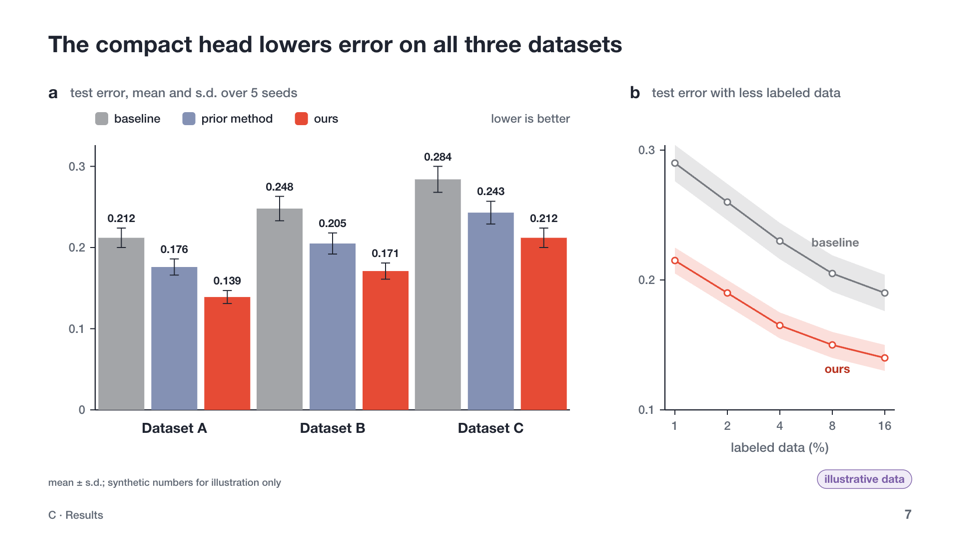 The compact head lowers error on all three datasets
a test error, mean and s.d. over 5 seeds
baseline prior method ours lower is better
0.3
0.2
0.1
0
0.212
0.176
0.139
0.248
0.205
0.171
0.284
0.243
0.212
Dataset A Dataset B Dataset C
b test error with less labeled data
0.3
0.2
0.1
baseline
ours
1 2 4 8 16
labeled data (%)
mean ± s.d.; synthetic numbers for illustration only
illustrative data
C · Results
7